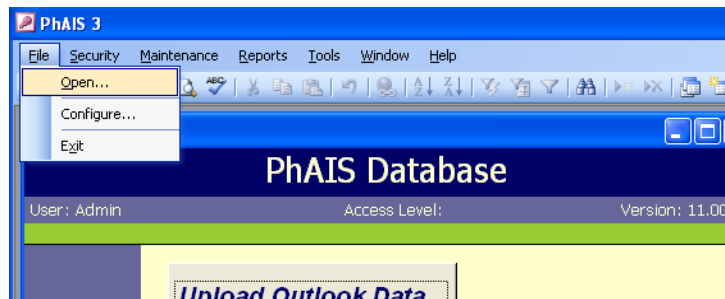 PhAIS 3
File Security Maintenance Reports Tools Window Help
Open...
ABC
Configure...
Exit
PhAIS Database
User: Admin Access Level: Version: 11.00
Upload Outlook Data